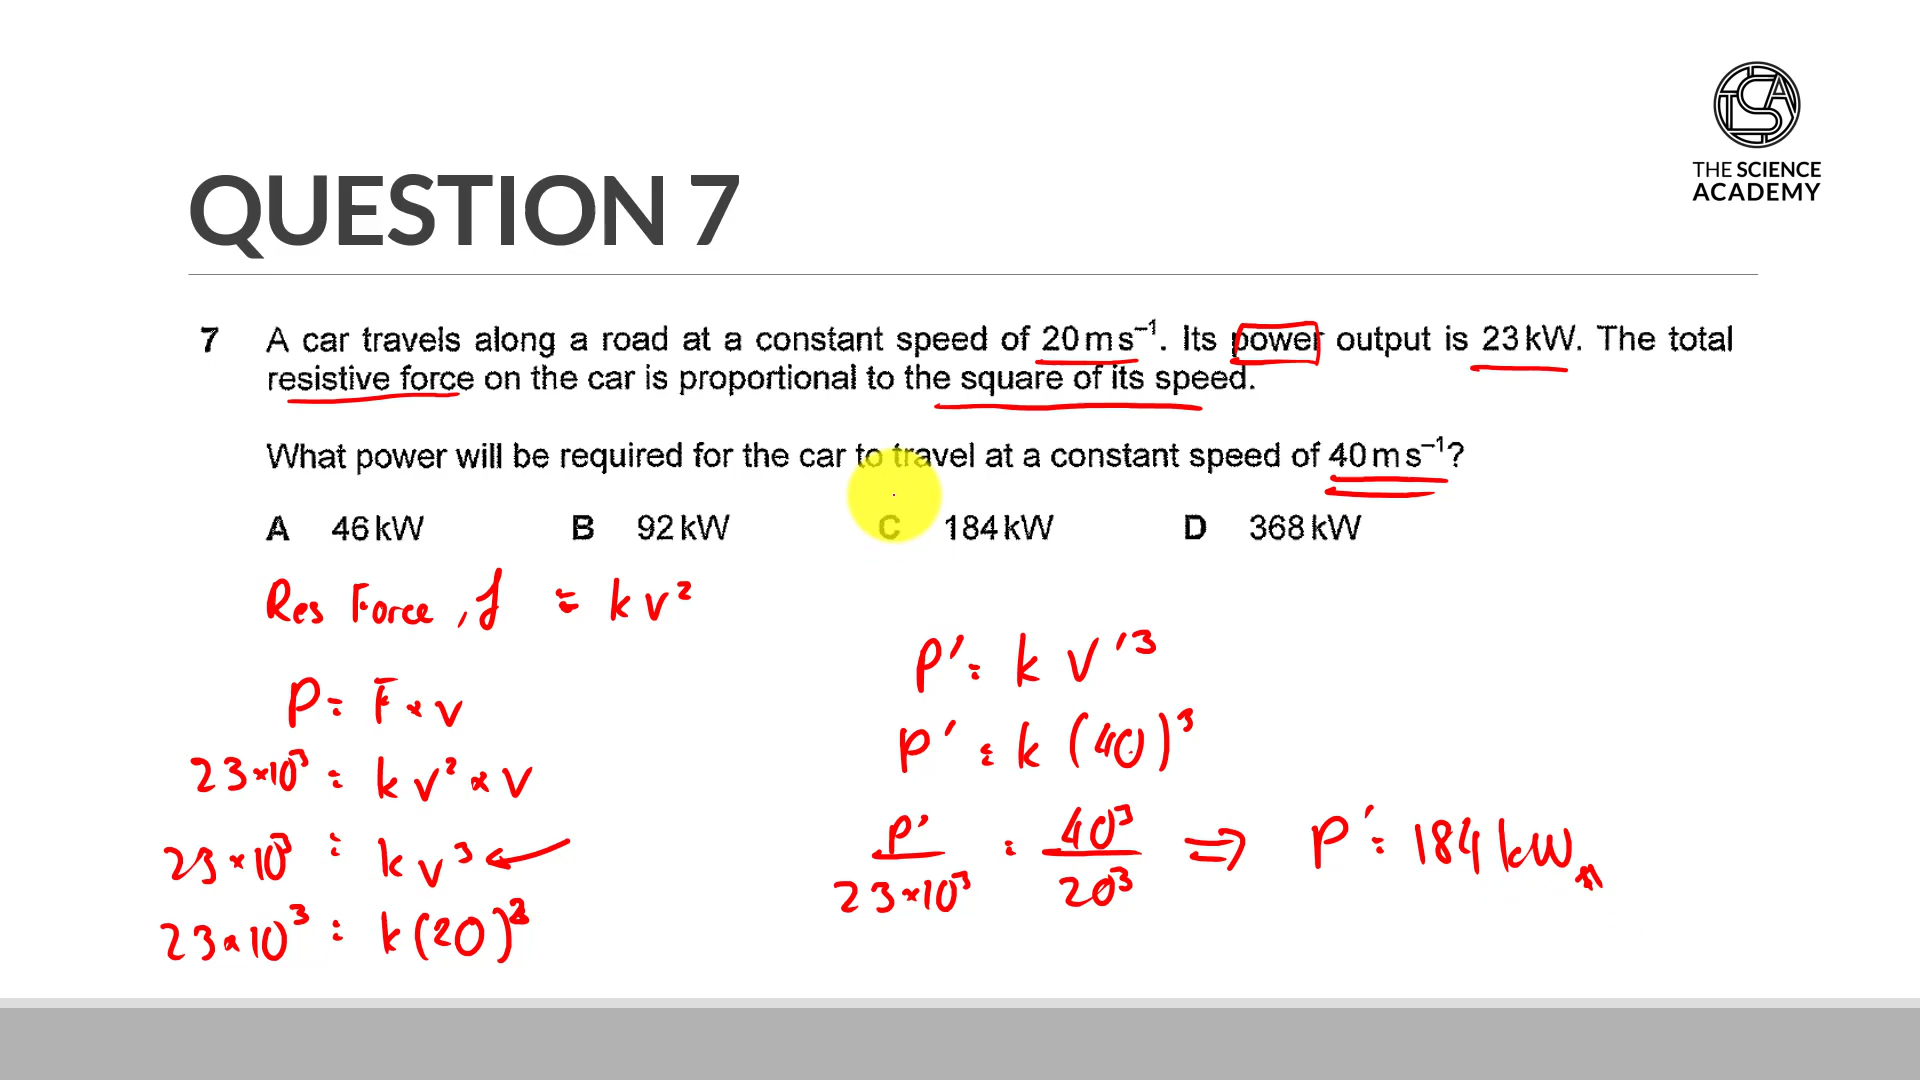 THE SCIENCE
ACADEMY
QUESTION 7
7 A car travels along a road at a constant speed of 20 m s⁻¹. Its power output is 23 kW. The total
resistive force on the car is proportional to the square of its speed.
What power will be required for the car to travel at a constant speed of 40 m s⁻¹?
A 46 kW B 92 kW C 184 kW D 368 kW
Res Force, f = kv²
P = F × v
23×10³ = kv² × v
23×10³ = kv³
23×10³ = k(20)³
P' = k v'³
P' = k (40)³
P' / 23×10³ = 40³ / 20³ ⇒ P' = 184 kW